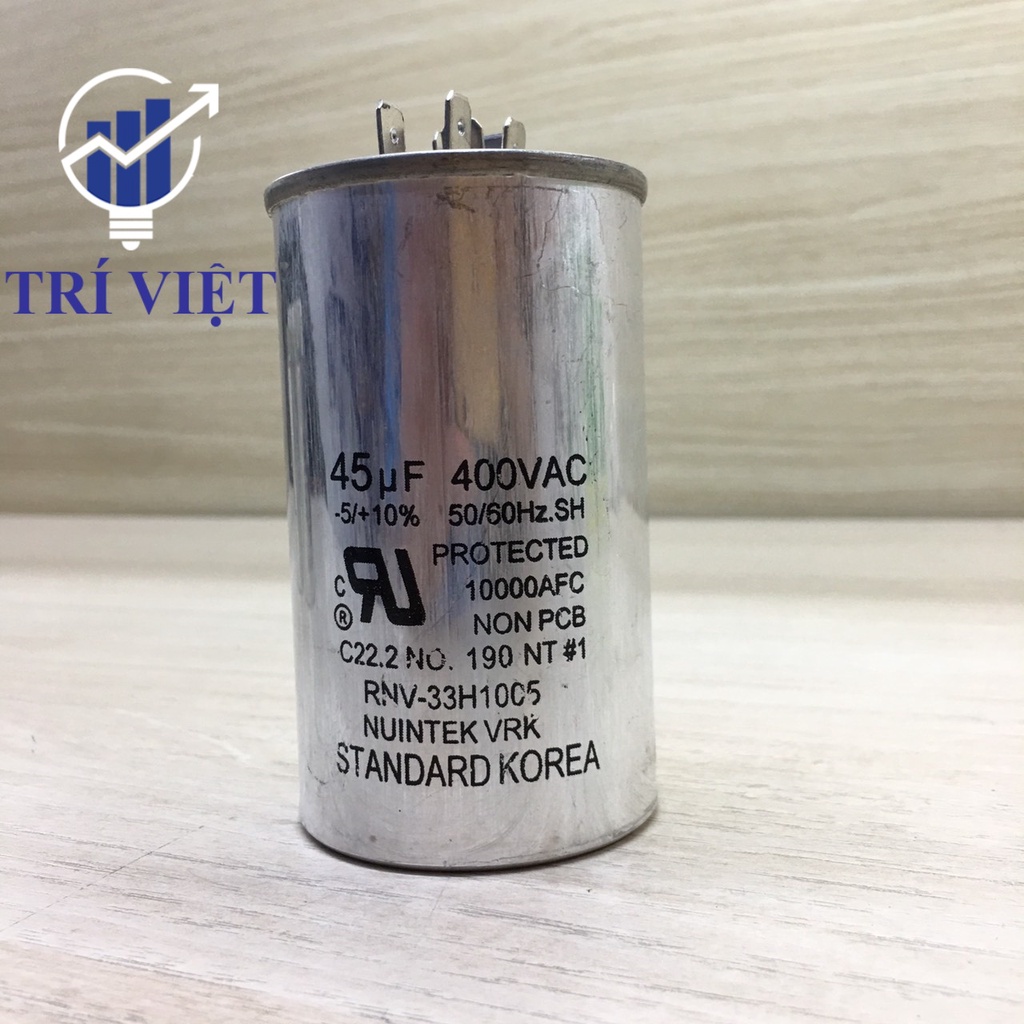 TRÍ VIỆT
45µF 400VAC
-5/+10% 50/60Hz.SH
PROTECTED
10000AFC
C RU
® NON PCB
C22.2 NO. 190 NT #1
RNV-33H1005
NUINTEK VRK
STANDARD KOREA